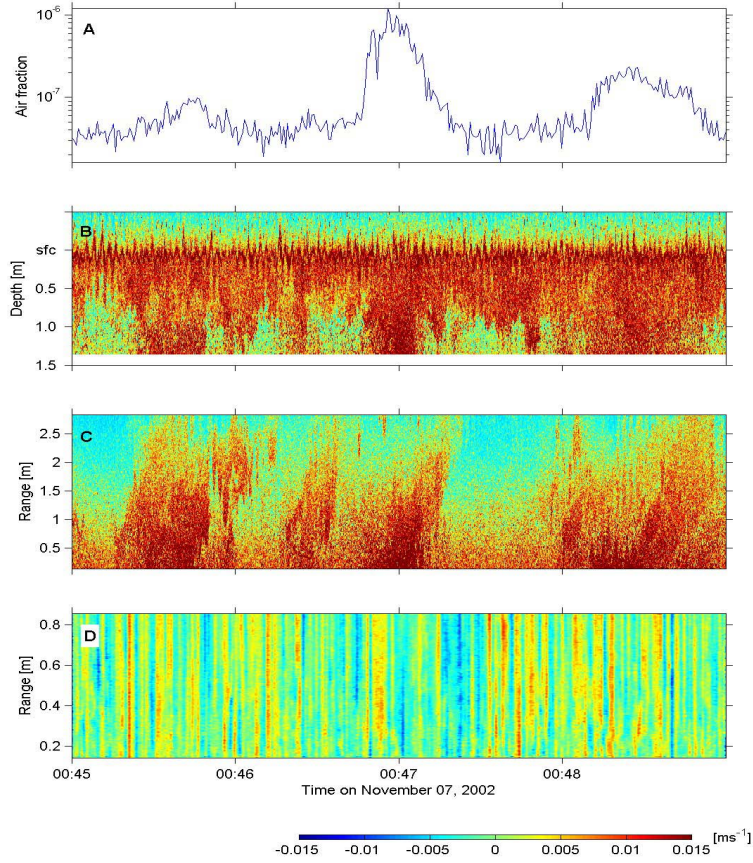 A
10⁻⁶
10⁻⁷
Air fraction
B
sfc
0.5
1.0
1.5
Depth [m]
C
2.5
2
1.5
1
0.5
Range [m]
D
0.8
0.6
0.4
0.2
Range [m]
00:45 00:46 00:47 00:48
Time on November 07, 2002
[ms⁻¹]
-0.015 -0.01 -0.005 0 0.005 0.01 0.015